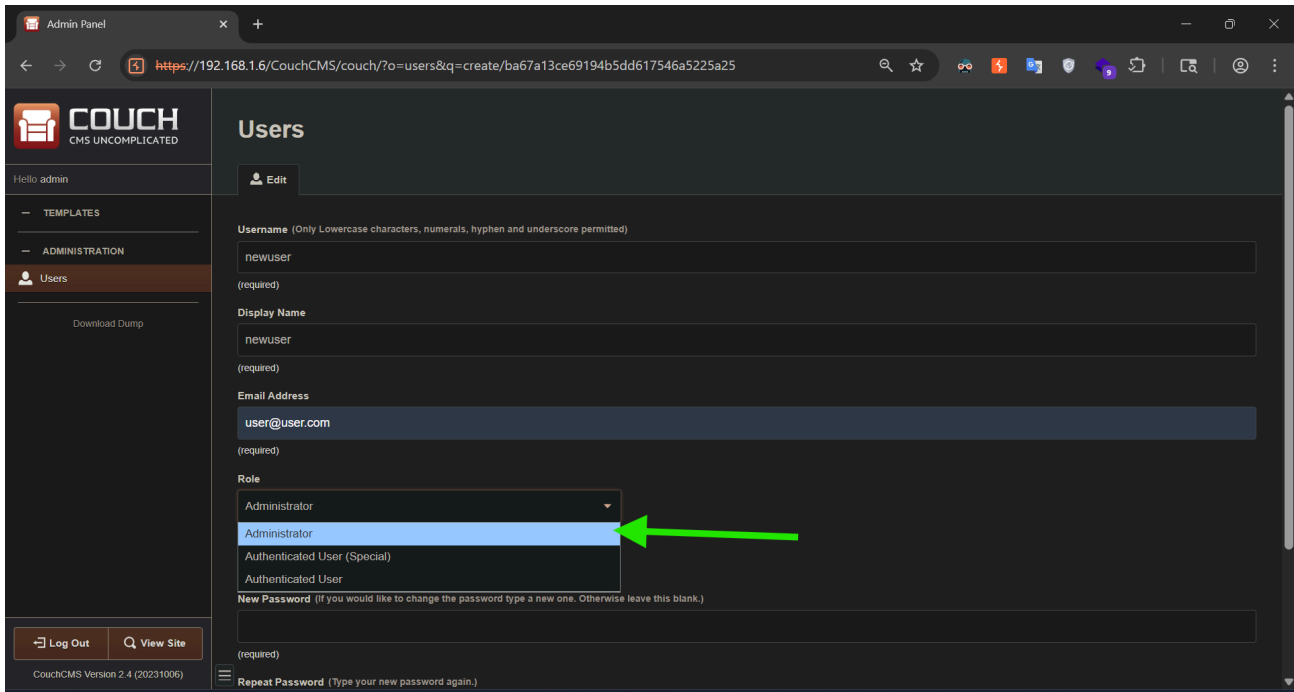 Admin Panel
https://192.168.1.6/CouchCMS/couch/?o=users&q=create/ba67a13ce69194b5dd617546a5225a25
9
COUCH
CMS UNCOMPLICATED
Hello admin
TEMPLATES
ADMINISTRATION
Users
Download Dump
Log Out
View Site
CouchCMS Version 2.4 (20231006)
Users
Edit
Username (Only Lowercase characters, numerals, hyphen and underscore permitted)
newuser
(required)
Display Name
newuser
(required)
Email Address
user@user.com
(required)
Role
Administrator
Administrator
Authenticated User (Special)
Authenticated User
New Password (If you would like to change the password type a new one. Otherwise leave this blank.)
(required)
Repeat Password (Type your new password again.)